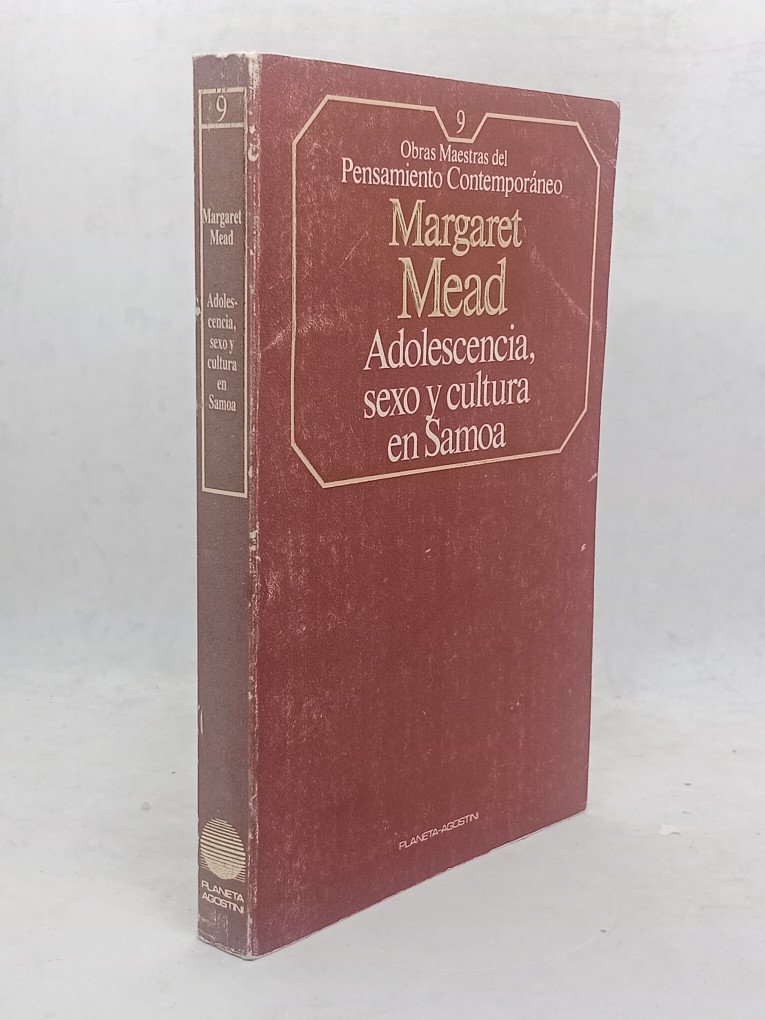 9
Margaret
Mead
Adoles-
cencia,
sexo y
cultura
en
Samoa
PLANETA
AGOSTINI
9
Obras Maestras del
Pensamiento Contemporáneo
Margaret
Mead
Adolescencia,
sexo y cultura
en Samoa
PLANETA-AGOSTINI